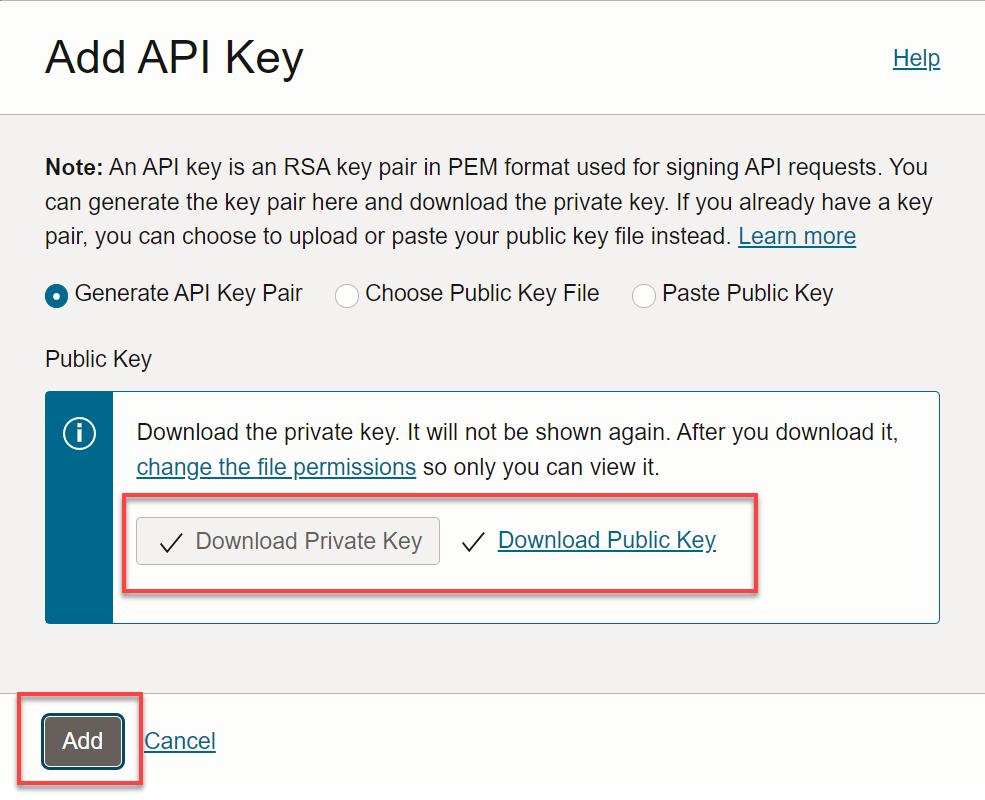 Add API Key
Help
Note: An API key is an RSA key pair in PEM format used for signing API requests. You
can generate the key pair here and download the private key. If you already have a key
pair, you can choose to upload or paste your public key file instead. Learn more
Generate API Key Pair Choose Public Key File Paste Public Key
Public Key
Download the private key. It will not be shown again. After you download it,
change the file permissions so only you can view it.
Download Private Key Download Public Key
Add Cancel